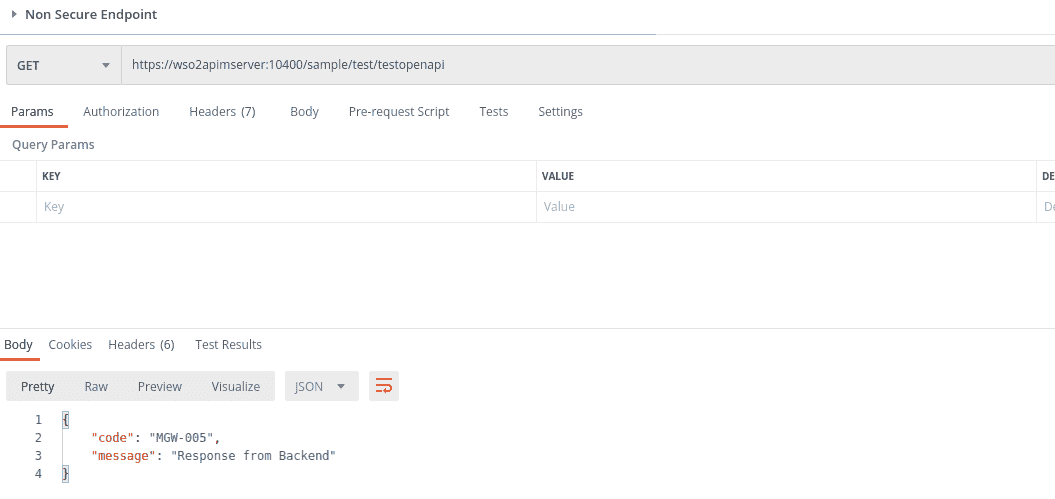 Non Secure Endpoint
GET https://wso2apimserver:10400/sample/test/testopenapi
Params Authorization Headers (7) Body Pre-request Script Tests Settings
Query Params
KEY VALUE DE
Key Value De
Body Cookies Headers (6) Test Results
Pretty Raw Preview Visualize JSON
1 {
2 "code": "MGW-005",
3 "message": "Response from Backend"
4 }